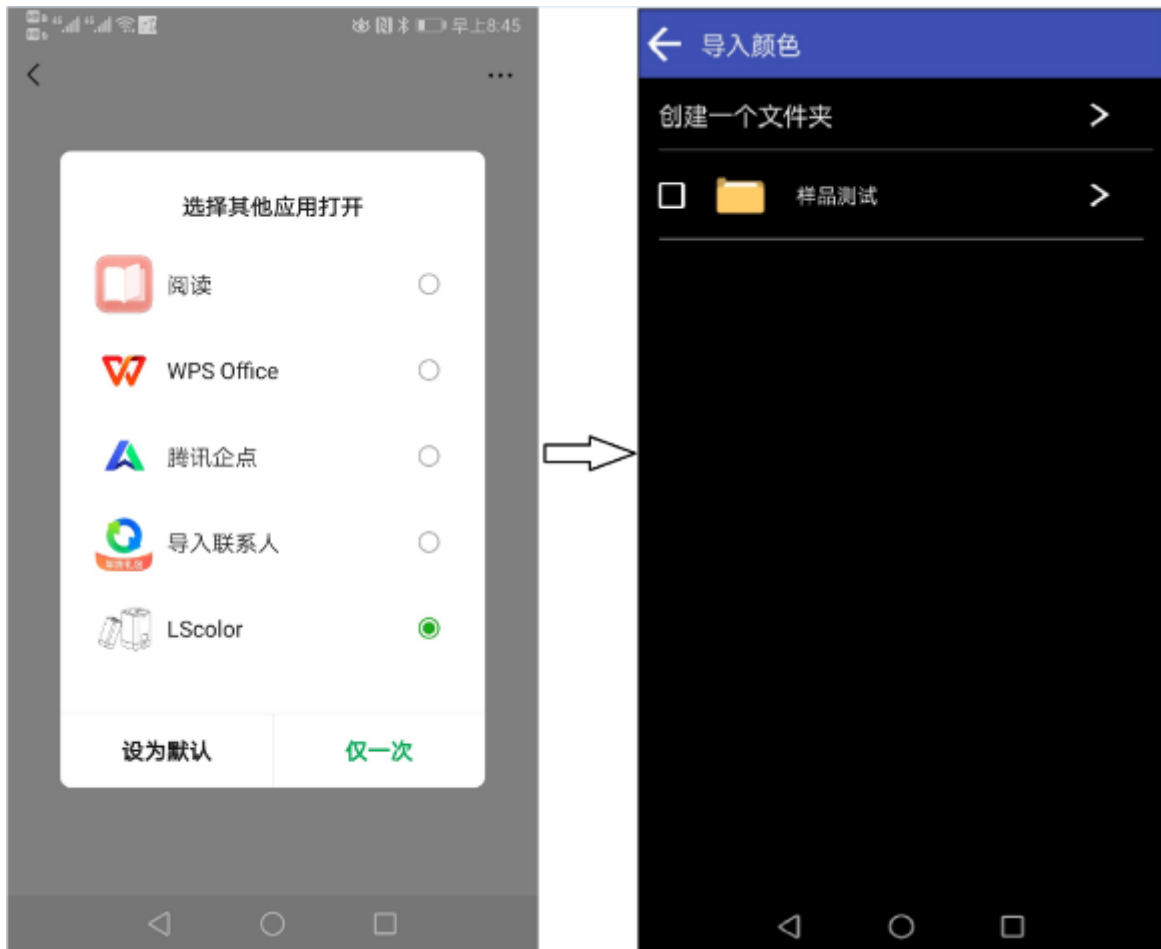 早上8:45
选择其他应用打开
阅读
WPS Office
腾讯企点
导入联系人
LScolor
设为默认
仅一次
导入颜色
创建一个文件夹
样品测试